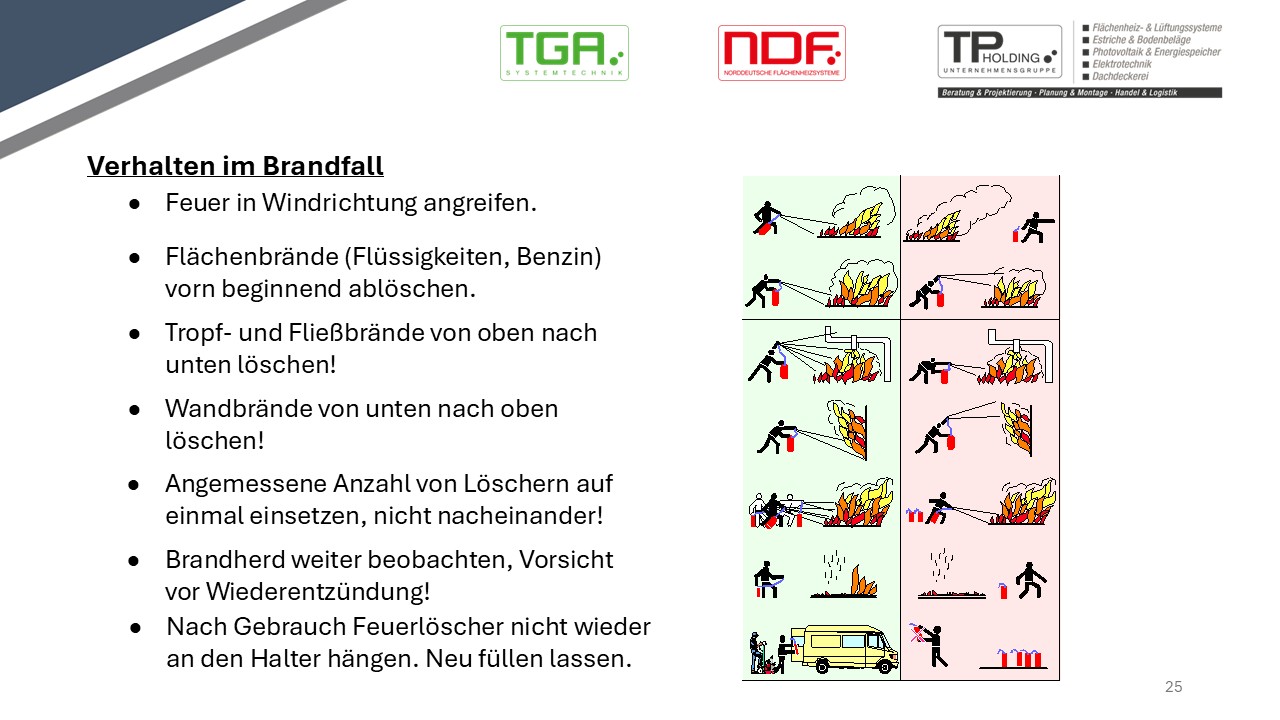 TGA
SYSTEMTECHNIK
NDF
NORDDEUTSCHE FLÄCHENHEIZSYSTEME
TP HOLDING
UNTERNEHMENSGRUPPE
■ Flächenheiz- & Lüftungssysteme
■ Estriche & Bodenbeläge
■ Photovoltaik & Energiespeicher
■ Elektrotechnik
■ Dachdeckerei
Beratung & Projektierung · Planung & Montage · Handel & Logistik
Verhalten im Brandfall
● Feuer in Windrichtung angreifen.
● Flächenbrände (Flüssigkeiten, Benzin)
vorn beginnend ablöschen.
● Tropf- und Fließbrände von oben nach
unten löschen!
● Wandbrände von unten nach oben
löschen!
● Angemessene Anzahl von Löschern auf
einmal einsetzen, nicht nacheinander!
● Brandherd weiter beobachten, Vorsicht
vor Wiederentzündung!
● Nach Gebrauch Feuerlöscher nicht wieder
an den Halter hängen. Neu füllen lassen.
25